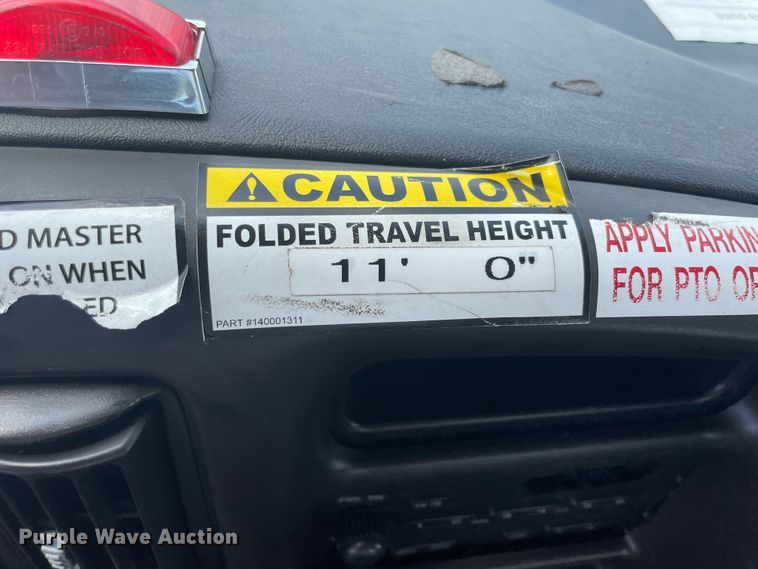 CAUTION
FOLDED TRAVEL HEIGHT
11' 0"
PART #140001311
D MASTER
ON WHEN
ED
APPLY PARKIN
FOR PTO OP
Purple Wave Auction